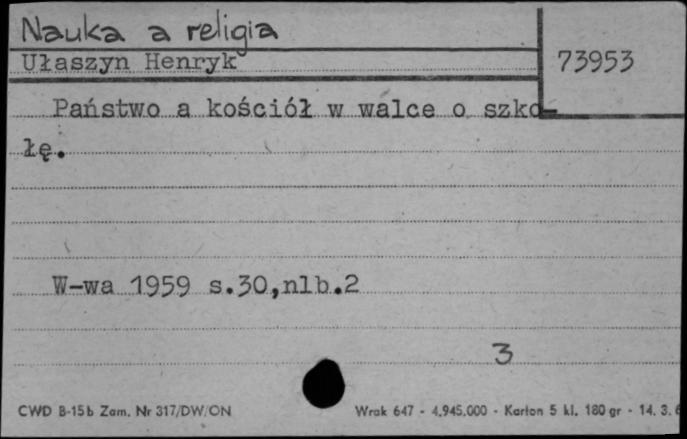 Nauka a religia
Ułaszyn Henryk
73953
Państwo a kościół w walce o szko-
łę.
W-wa 1959 s.30,nlb.2
3
CWD B-15b Zam. Nr 317/DW/ON
Wrak 647 - 4.945.000 - Karton 5 kl. 180 gr - 14. 3.